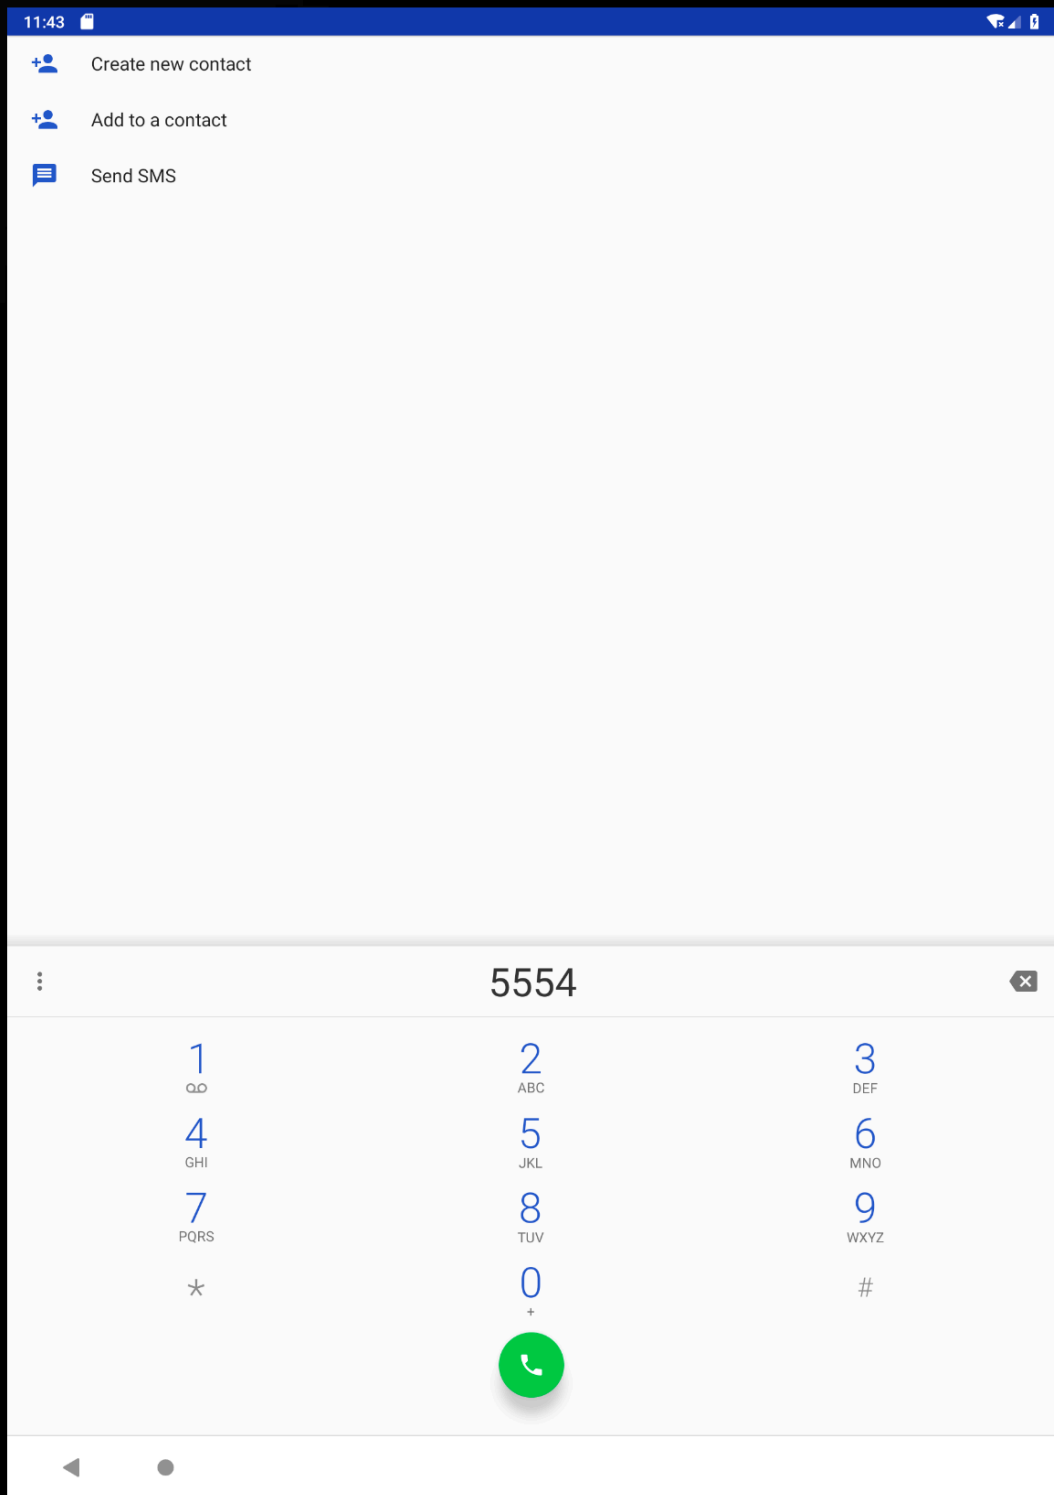 11:43
Create new contact
Add to a contact
Send SMS
5554
1 2 3
ABC DEF
4 5 6
GHI JKL MNO
7 8 9
PQRS TUV WXYZ
* 0 #
+